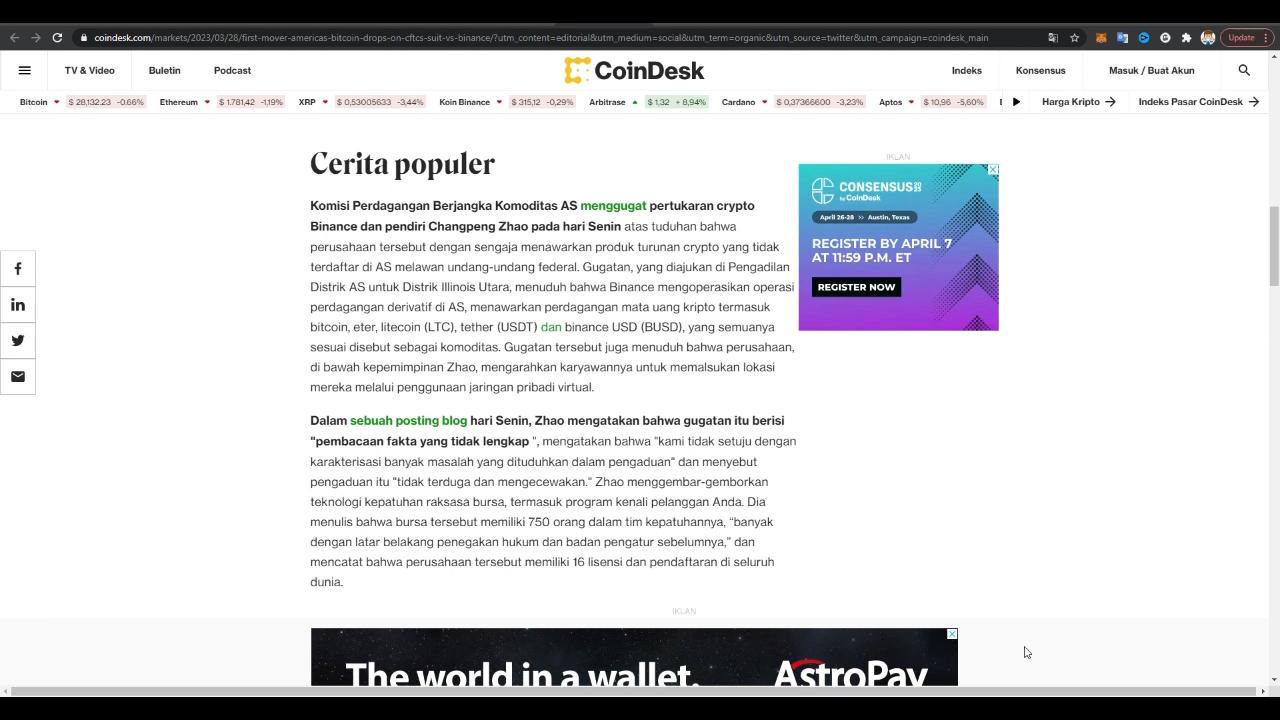 coindesk.com/markets/2023/03/28/first-mover-americas-bitcoin-drops-on-cftcs-suit-vs-binance/?utm_content=editorial&utm_medium=social&utm_term=organic&utm_source=twitter&utm_campaign=coindesk_main
Update
TV & Video Buletin Podcast CoinDesk Indeks Konsensus Masuk / Buat Akun
Bitcoin $ 28,132.23 -0.66% Ethereum $ 1.781,42 -1,19% XRP $ 0,53005633 -3,44% Koin Binance $ 315,12 -0,29% Arbitrase $ 1,32 + 8,94% Cardano $ 0,37366600 -3,23% Aptos $ 10,96 -5,60% Harga Kripto Indeks Pasar CoinDesk
Cerita populer
Komisi Perdagangan Berjangka Komoditas AS menggugat pertukaran crypto
Binance dan pendiri Changpeng Zhao pada hari Senin atas tuduhan bahwa
perusahaan tersebut dengan sengaja menawarkan produk turunan crypto yang tidak
terdaftar di AS melawan undang-undang federal. Gugatan, yang diajukan di Pengadilan
Distrik AS untuk Distrik Illinois Utara, menuduh bahwa Binance mengoperasikan operasi
perdagangan derivatif di AS, menawarkan perdagangan mata uang kripto termasuk
bitcoin, eter, litecoin (LTC), tether (USDT) dan binance USD (BUSD), yang semuanya
sesuai disebut sebagai komoditas. Gugatan tersebut juga menuduh bahwa perusahaan,
di bawah kepemimpinan Zhao, mengarahkan karyawannya untuk memalsukan lokasi
mereka melalui penggunaan jaringan pribadi virtual.
Dalam sebuah posting blog hari Senin, Zhao mengatakan bahwa gugatan itu berisi
"pembacaan fakta yang tidak lengkap ", mengatakan bahwa "kami tidak setuju dengan
karakterisasi banyak masalah yang dituduhkan dalam pengaduan" dan menyebut
pengaduan itu "tidak terduga dan mengecewakan." Zhao menggembar-gemborkan
teknologi kepatuhan raksasa bursa, termasuk program kenali pelanggan Anda. Dia
menulis bahwa bursa tersebut memiliki 750 orang dalam tim kepatuhannya, "banyak
dengan latar belakang penegakan hukum dan badan pengatur sebelumnya," dan
mencatat bahwa perusahaan tersebut memiliki 16 lisensi dan pendaftaran di seluruh
dunia.
IKLAN
CONSENSUS
by CoinDesk
April 26-28 >> Austin, Texas
REGISTER BY APRIL 7
AT 11:59 P.M. ET
REGISTER NOW
IKLAN
The world in a wallet. AstroPay